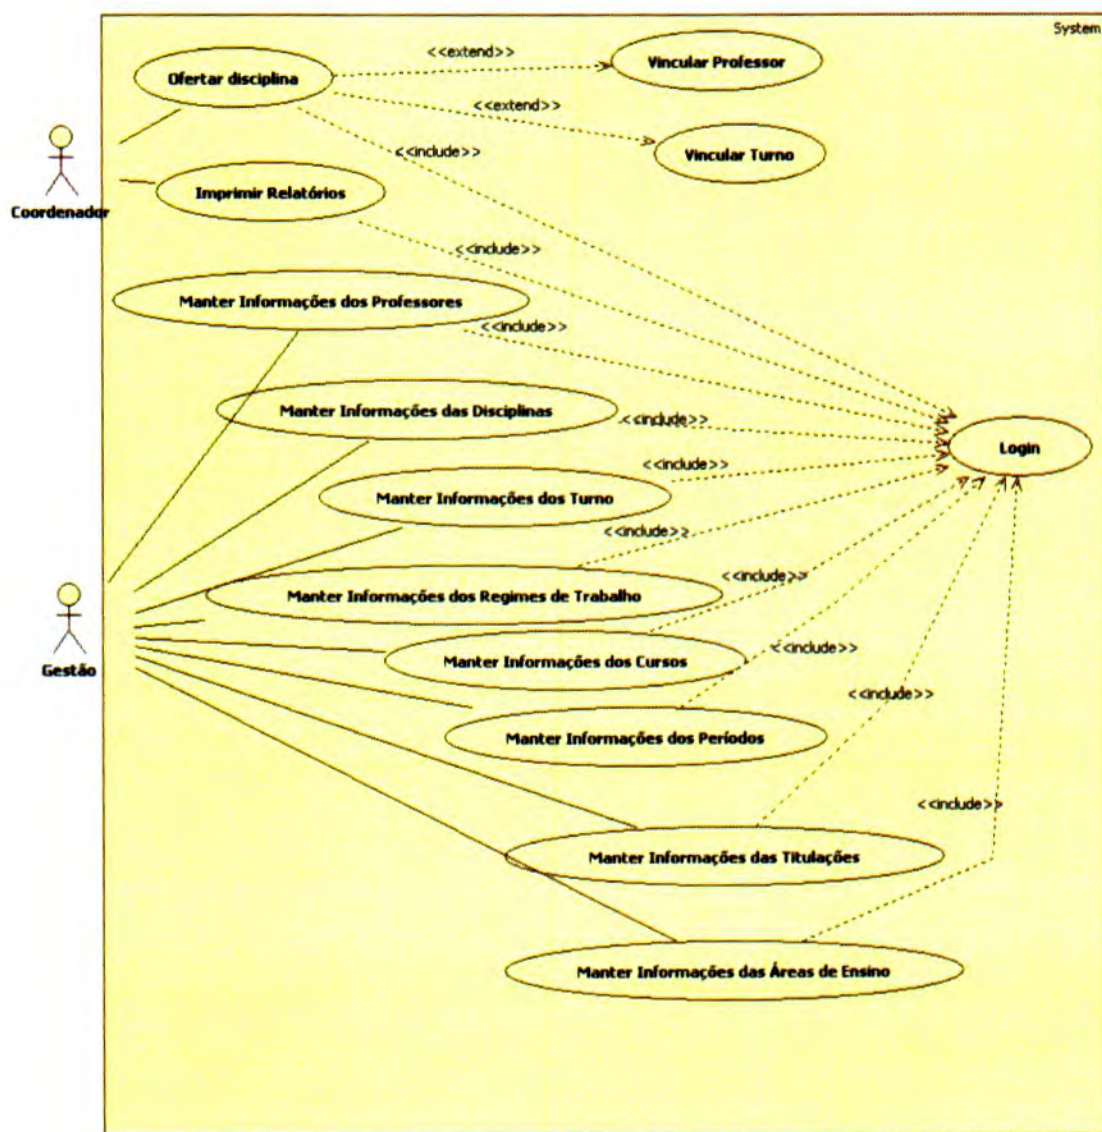 System
<<extend>>
Vincular Professor
Ofertar disciplina
<<extend>>
Vincular Turno
<<include>>
Coordenador
Imprimir Relatórios
<<include>>
Manter Informações dos Professores
<<include>>
Manter Informações das Disciplinas
<<include>>
Login
<<include>>
Manter Informações dos Turno
<<include>>
Manter Informações dos Regimes de Trabalho
<<include>>
Gestão
Manter Informações dos Cursos
<<include>>
Manter Informações dos Períodos
<<include>>
<<include>>
Manter Informações das Titulações
Manter Informações das Áreas de Ensino